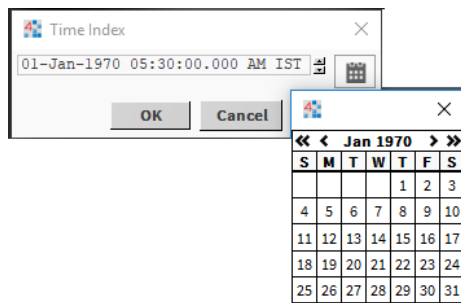 Time Index
01-Jan-1970 05:30:00.000 AM IST
OK Cancel
4
« < Jan 1970 > »
S M T W T F S
1 2 3
4 5 6 7 8 9 10
11 12 13 14 15 16 17
18 19 20 21 22 23 24
25 26 27 28 29 30 31